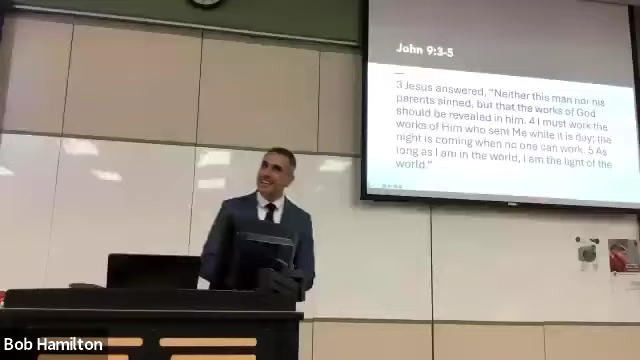 John 9:3-5
3 Jesus answered, "Neither this man nor his
parents sinned, but that the works of God
should be revealed in him. 4 I must work the
works of Him who sent Me while it is day; the
night is coming when no one can work. 5 As
long as I am in the world, I am the light of the
world."
Bob Hamilton